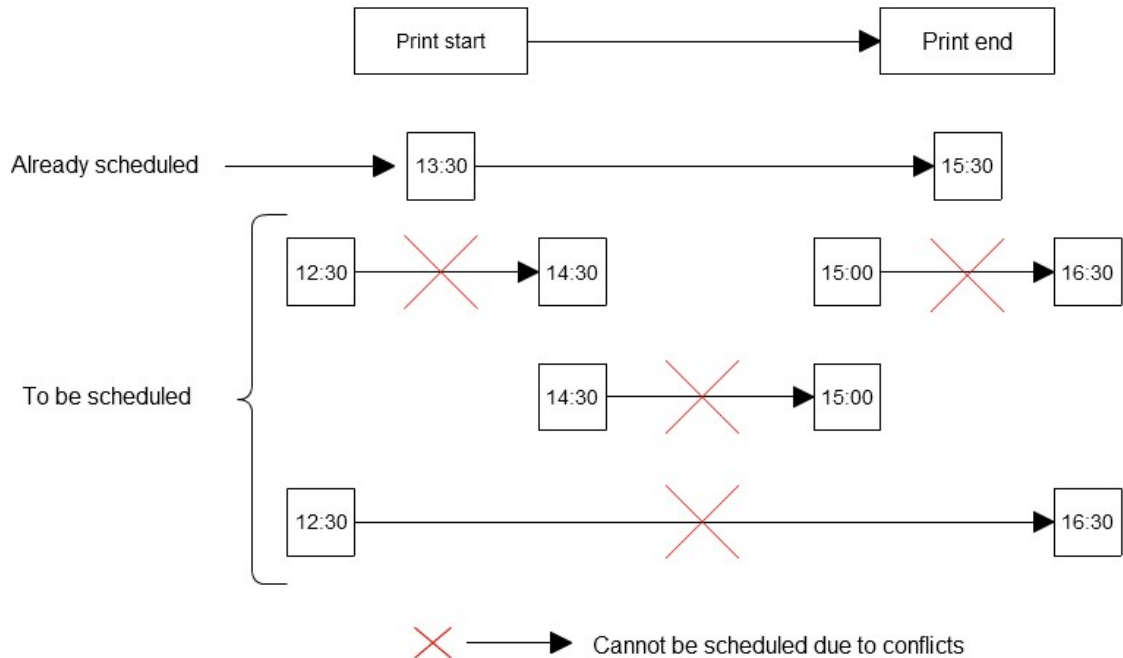 Print start
Print end
Already scheduled
13:30
15:30
12:30
14:30
15:00
16:30
To be scheduled
14:30
15:00
12:30
16:30
Cannot be scheduled due to conflicts